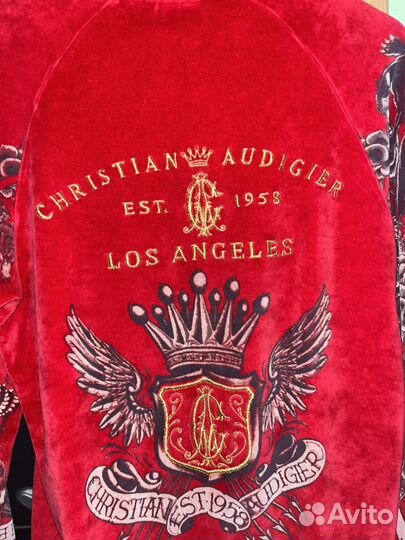 CHRISTIAN AUDIGIER
EST. 1958
LOS ANGELES
CHRISTIAN EST. 1958 AUDIGIER
Avito